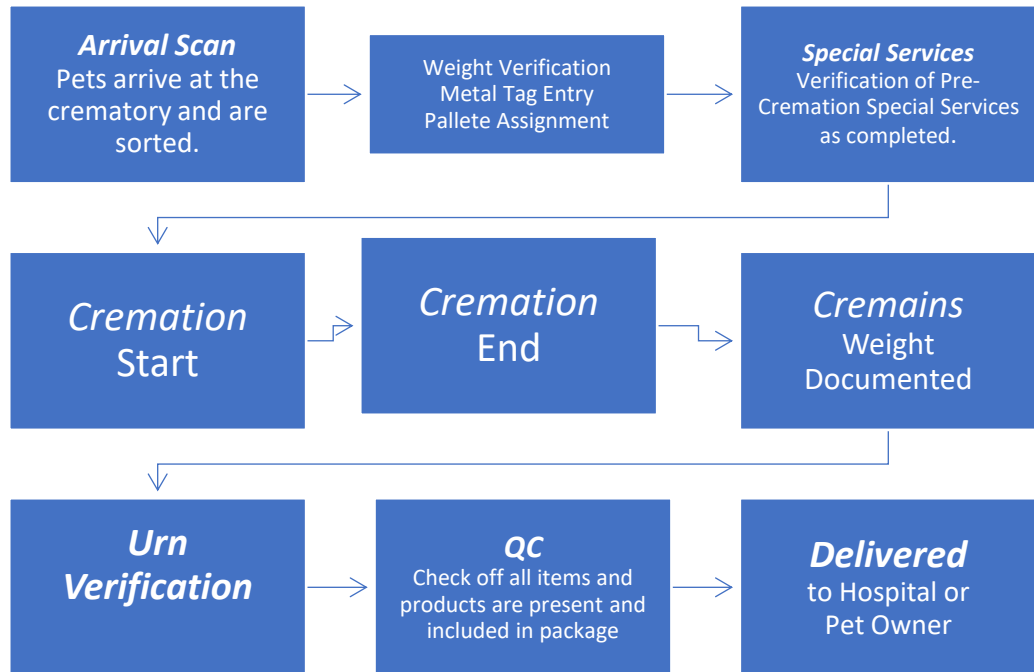 Arrival Scan
Pets arrive at the
crematory and are
sorted.
Weight Verification
Metal Tag Entry
Pallete Assignment
Special Services
Verification of Pre-
Cremation Special Services
as completed.
Cremation
Start
Cremation
End
Cremains
Weight
Documented
Urn
Verification
QC
Check off all items and
products are present and
included in package
Delivered
to Hospital or
Pet Owner